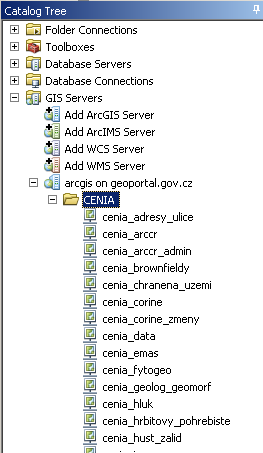 Catalog Tree
Folder Connections
Toolboxes
Database Servers
Database Connections
GIS Servers
Add ArcGIS Server
Add ArcIMS Server
Add WCS Server
Add WMS Server
arcgis on geoportal.gov.cz
CENIA
cenia_adresy_ulice
cenia_arccr
cenia_arccr_admin
cenia_brownfieldy
cenia_chranena_uzemi
cenia_corine
cenia_corine_zmeny
cenia_data
cenia_emas
cenia_fytogeo
cenia_geolog_geomorf
cenia_hluk
cenia_hrbitovy_pohrebiste
cenia_hust_zalid